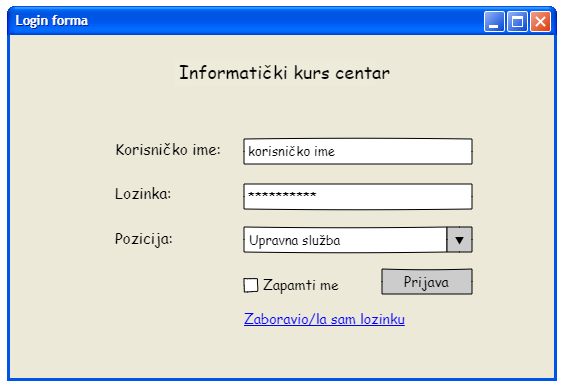 Login forma
Informatički kurs centar
Korisničko ime: korisničko ime
Lozinka: **********
Pozicija: Upravna služba
Zapamti me Prijava
Zaboravio/la sam lozinku